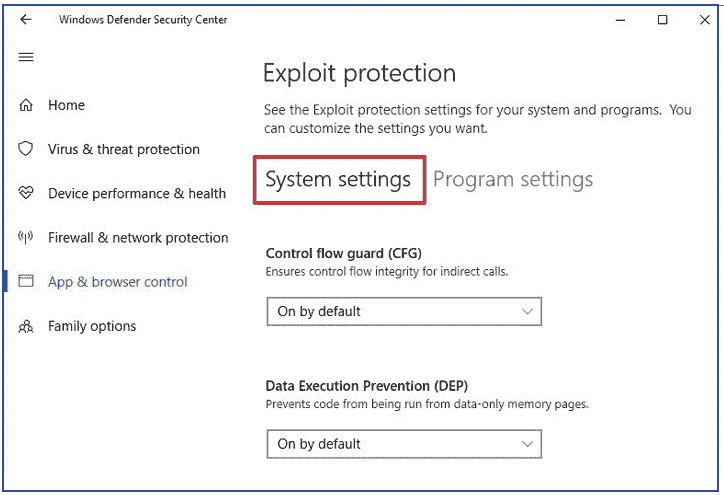 Windows Defender Security Center
Home
Virus & threat protection
Device performance & health
Firewall & network protection
App & browser control
Family options
Exploit protection
See the Exploit protection settings for your system and programs. You
can customize the settings you want.
System settings Program settings
Control flow guard (CFG)
Ensures control flow integrity for indirect calls.
On by default
Data Execution Prevention (DEP)
Prevents code from being run from data-only memory pages.
On by default